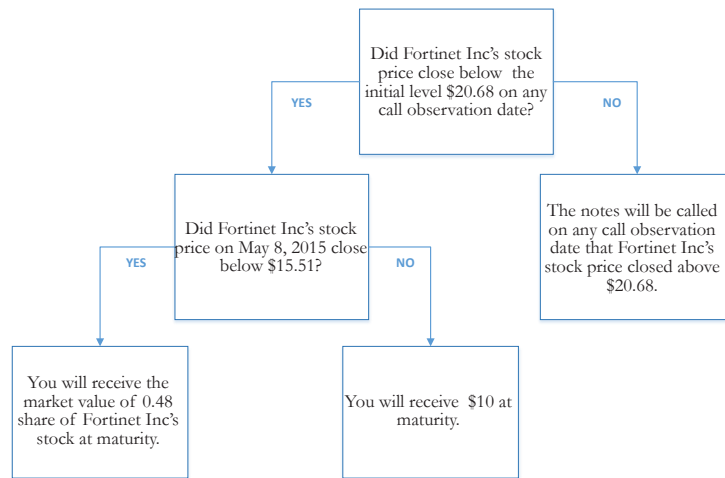 Did Fortinet Inc's stock
price close below the
initial level $20.68 on any
call observation date?
YES
NO
Did Fortinet Inc's stock
price on May 8, 2015 close
below $15.51?
The notes will be called
on any call observation
date that Fortinet Inc's
stock price closed above
$20.68.
YES
NO
You will receive the
market value of 0.48
share of Fortinet Inc's
stock at maturity.
You will receive $10 at
maturity.